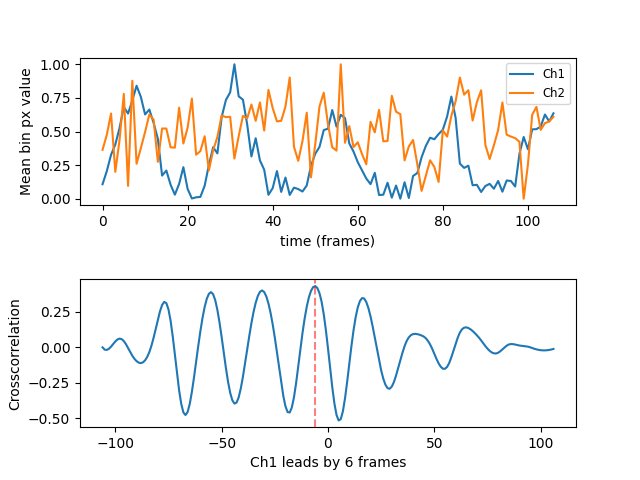 1.00
0.75
0.50
0.25
0.00
Mean bin px value
Ch1
Ch2
0 20 40 60 80 100
time (frames)
0.25
0.00
−0.25
−0.50
Crosscorrelation
−100 −50 0 50 100
Ch1 leads by 6 frames